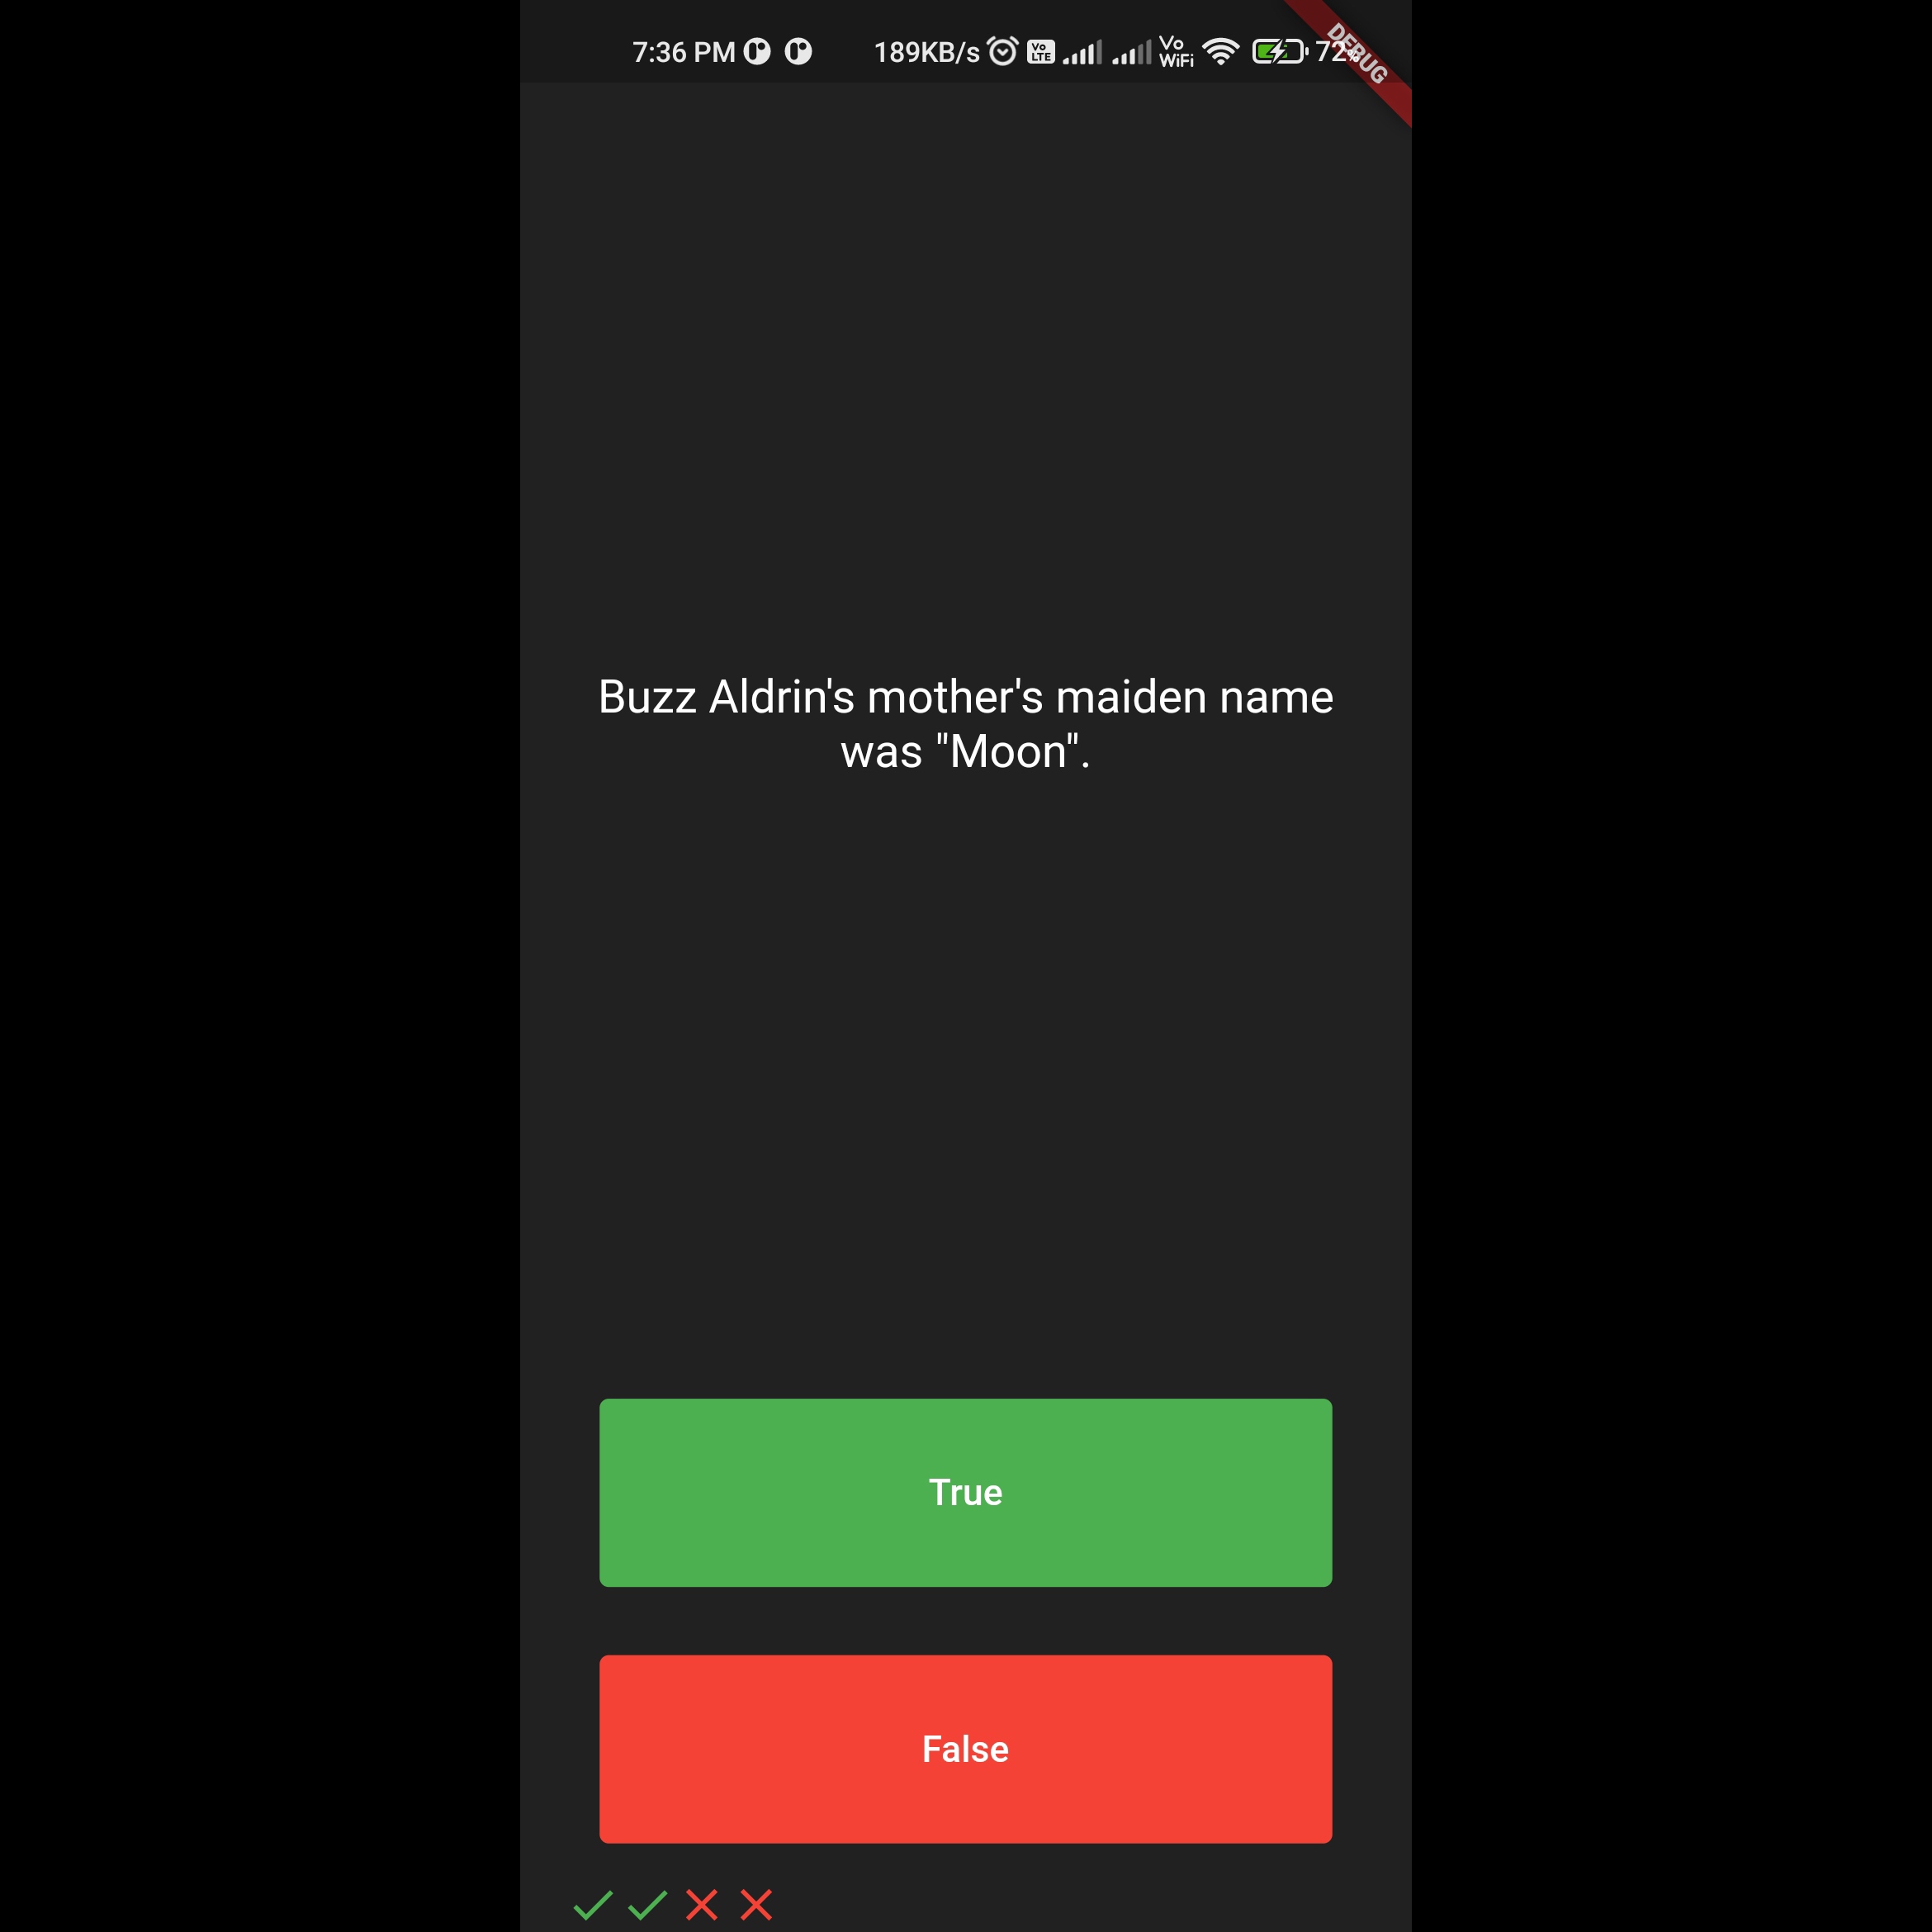 7:36 PM 189KB/s Vo LTE Vo WiFi 72%
DEBUG
Buzz Aldrin's mother's maiden name
was "Moon".
True
False